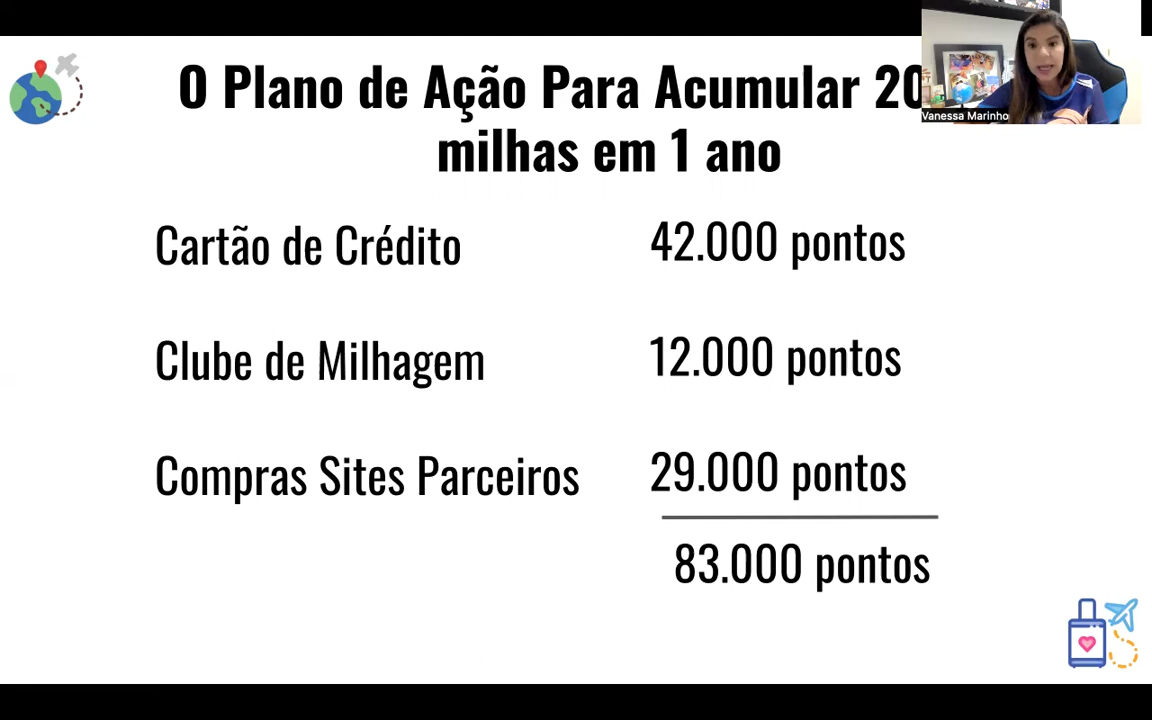 O Plano de Ação Para Acumular 20
milhas em 1 ano
Vanessa Marinho
Cartão de Crédito 42.000 pontos
Clube de Milhagem 12.000 pontos
Compras Sites Parceiros 29.000 pontos
83.000 pontos